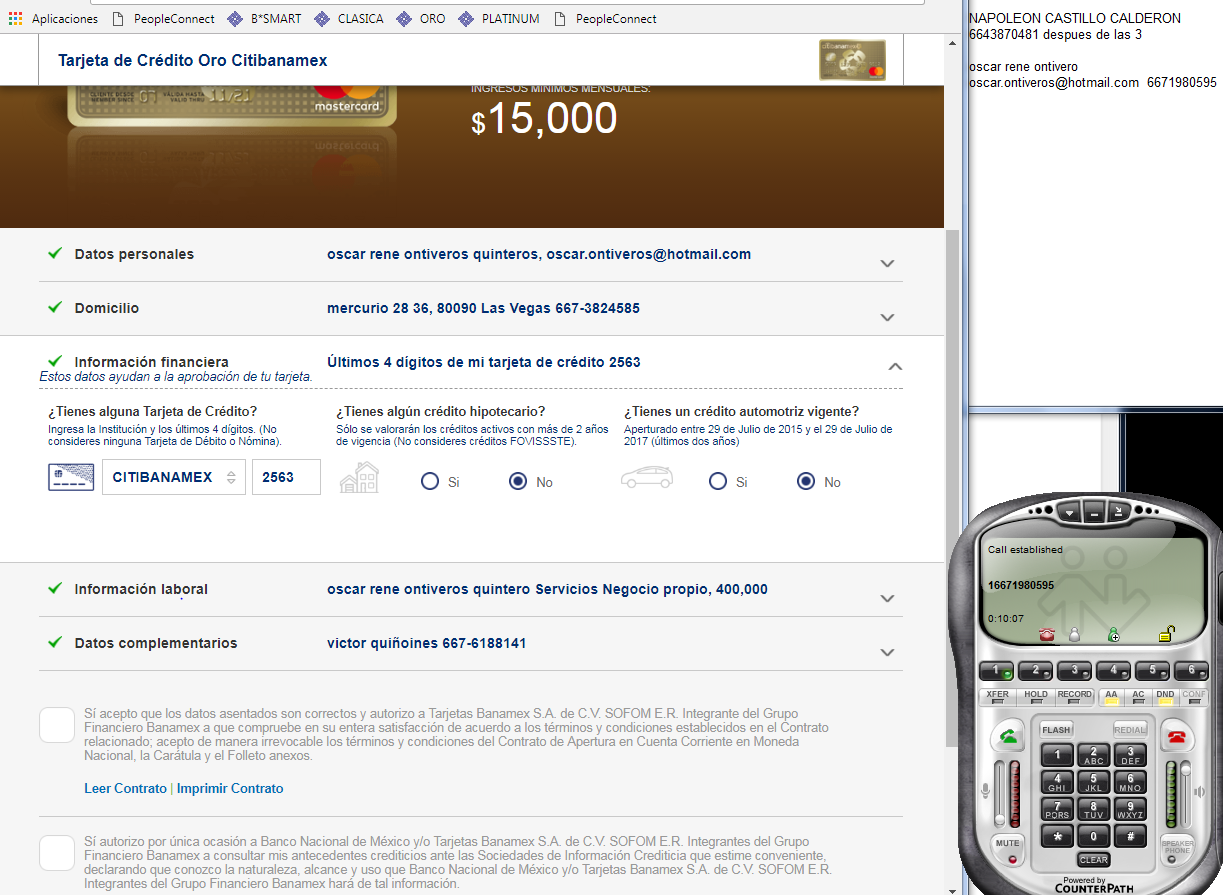 Aplicaciones PeopleConnect B*SMART CLASICA ORO PLATINUM PeopleConnect
Tarjeta de Crédito Oro Citibanamex
CLIENTE DESDE
MEMBER SINCE 07 VÁLIDA HASTA
VALID THRU 11/21
mastercard
INGRESOS MÍNIMOS MENSUALES:
$15,000
Datos personales oscar rene ontiveros quinteros, oscar.ontiveros@hotmail.com
Domicilio mercurio 28 36, 80090 Las Vegas 667-3824585
Información financiera Últimos 4 dígitos de mi tarjeta de crédito 2563
Estos datos ayudan a la aprobación de tu tarjeta.
¿Tienes alguna Tarjeta de Crédito?
Ingresa la Institución y los últimos 4 dígitos. (No
consideres ninguna Tarjeta de Débito o Nómina).
CITIBANAMEX 2563
¿Tienes algún crédito hipotecario?
Sólo se valorarán los créditos activos con más de 2 años
de vigencia (No consideres créditos FOVISSSTE).
Si No
¿Tienes un crédito automotriz vigente?
Aperturado entre 29 de Julio de 2015 y el 29 de Julio de
2017 (últimos dos años)
Si No
Información laboral oscar rene ontiveros quintero Servicios Negocio propio, 400,000
Datos complementarios victor quiñoines 667-6188141
Sí acepto que los datos asentados son correctos y autorizo a Tarjetas Banamex S.A. de C.V. SOFOM E.R. Integrante del Grupo
Financiero Banamex a que compruebe en su entera satisfacción de acuerdo a los términos y condiciones establecidos en el Contrato
relacionado; acepto de manera irrevocable los términos y condiciones del Contrato de Apertura en Cuenta Corriente en Moneda
Nacional, la Carátula y el Folleto anexos.
Leer Contrato | Imprimir Contrato
Sí autorizo por única ocasión a Banco Nacional de México y/o Tarjetas Banamex S.A. de C.V. SOFOM E.R. Integrantes del Grupo
Financiero Banamex a consultar mis antecedentes crediticios ante las Sociedades de Información Crediticia que estime conveniente,
declarando que conozco la naturaleza, alcance y uso que Banco Nacional de México y/o Tarjetas Banamex S.A. de C.V. SOFOM E.R.
Integrantes del Grupo Financiero Banamex hará de tal información.
NAPOLEON CASTILLO CALDERON
6643870481 despues de las 3
oscar rene ontivero
oscar.ontiveros@hotmail.com 6671980595
Call established
16671980595
0:10:07
1 2 3 4 5 6
XFER HOLD RECORD AA AC DND CONF
FLASH REDIAL
1 2 ABC 3 DEF
4 GHI 5 JKL 6 MNO
7 PQRS 8 TUV 9 WXYZ
* 0 #
MUTE CLEAR SPEAKER PHONE
Powered by
COUNTERPATH